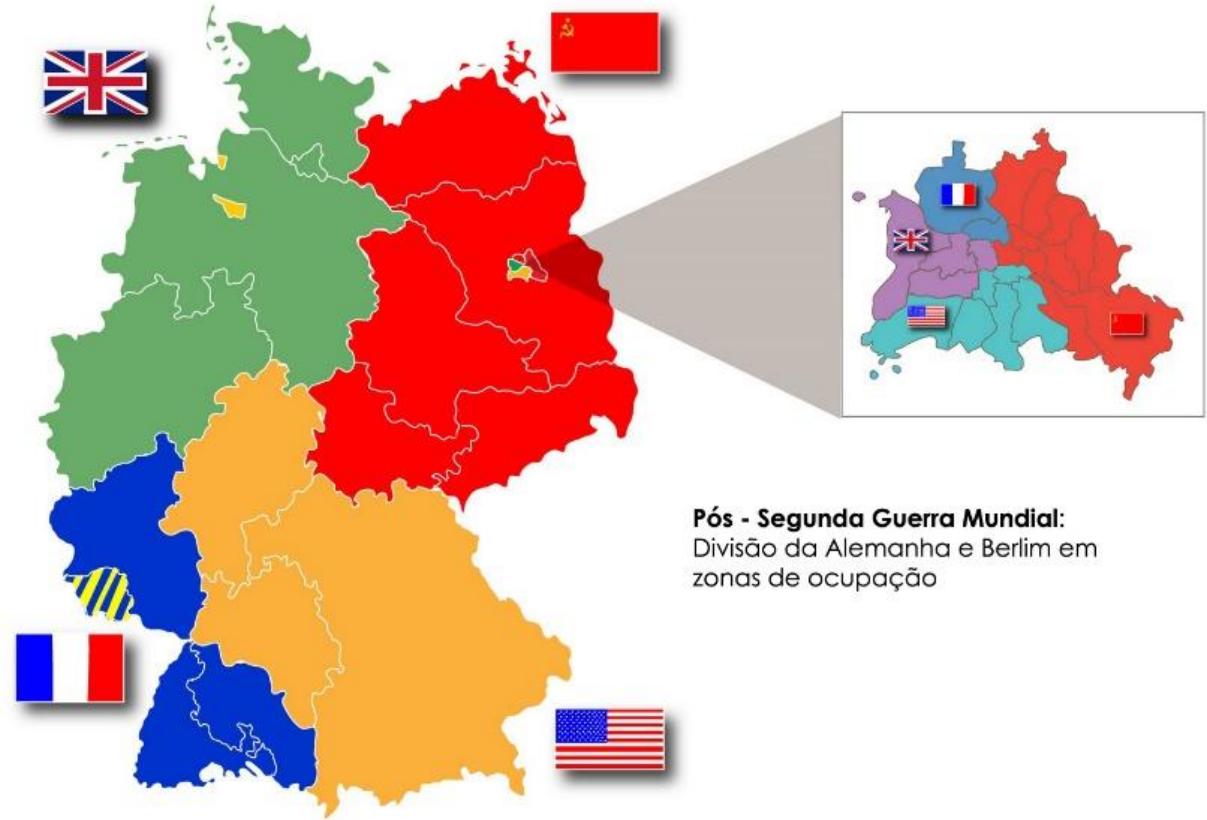 Pós - Segunda Guerra Mundial:
Divisão da Alemanha e Berlim em
zonas de ocupação